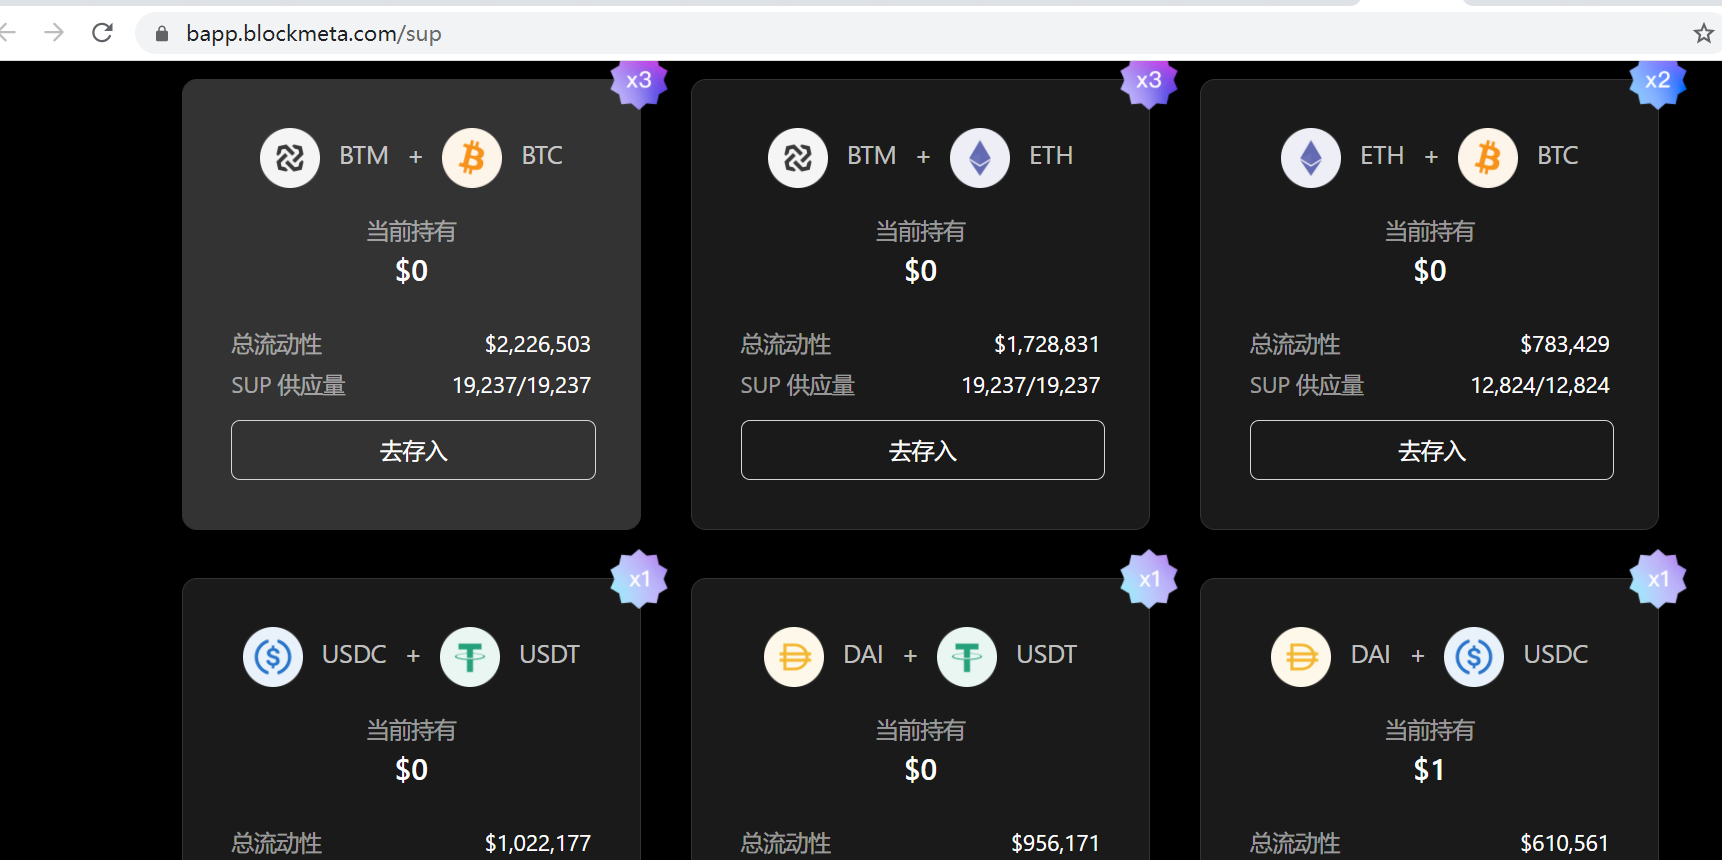 bapp.blockmeta.com/sup
x3
BTM + BTC
当前持有
$0
总流动性 $2,226,503
SUP 供应量 19,237/19,237
去存入
x3
BTM + ETH
当前持有
$0
总流动性 $1,728,831
SUP 供应量 19,237/19,237
去存入
x2
ETH + BTC
当前持有
$0
总流动性 $783,429
SUP 供应量 12,824/12,824
去存入
x1
USDC + USDT
当前持有
$0
总流动性 $1,022,177
x1
DAI + USDT
当前持有
$0
总流动性 $956,171
x1
DAI + USDC
当前持有
$1
总流动性 $610,561